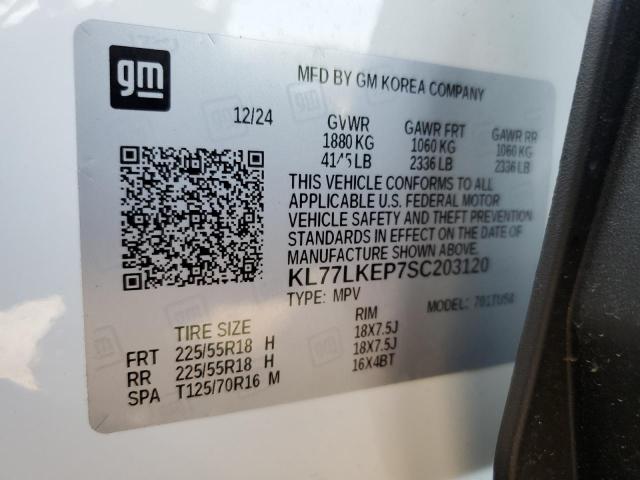 gm
MFD BY GM KOREA COMPANY
12/24
GVWR GAWR FRT GAWR RR
1880 KG 1060 KG 1060 KG
4145 LB 2336 LB 2336 LB
THIS VEHICLE CONFORMS TO ALL
APPLICABLE U.S. FEDERAL MOTOR
VEHICLE SAFETY AND THEFT PREVENTION
STANDARDS IN EFFECT ON THE DATE OF
MANUFACTURE SHOWN ABOVE.
KL77LKEP7SC203120
TYPE: MPV MODEL:
TIRE SIZE RIM
FRT 225/55R18 H 18X7.5J
RR 225/55R18 H 18X7.5J
SPA T125/70R16 M 16X4BT